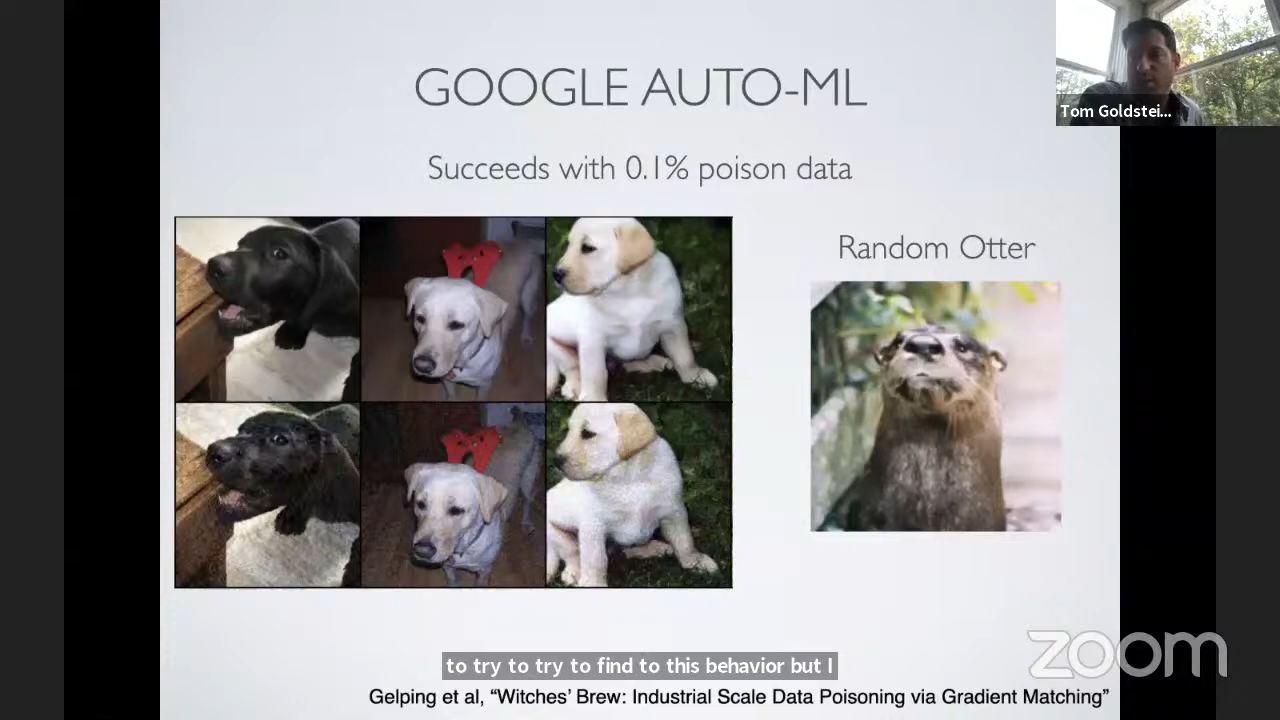 GOOGLE AUTO-ML
Tom Goldstei...
Succeeds with 0.1% poison data
Random Otter
to try to try to find to this behavior but I
zoom
Gelping et al, “Witches’ Brew: Industrial Scale Data Poisoning via Gradient Matching”